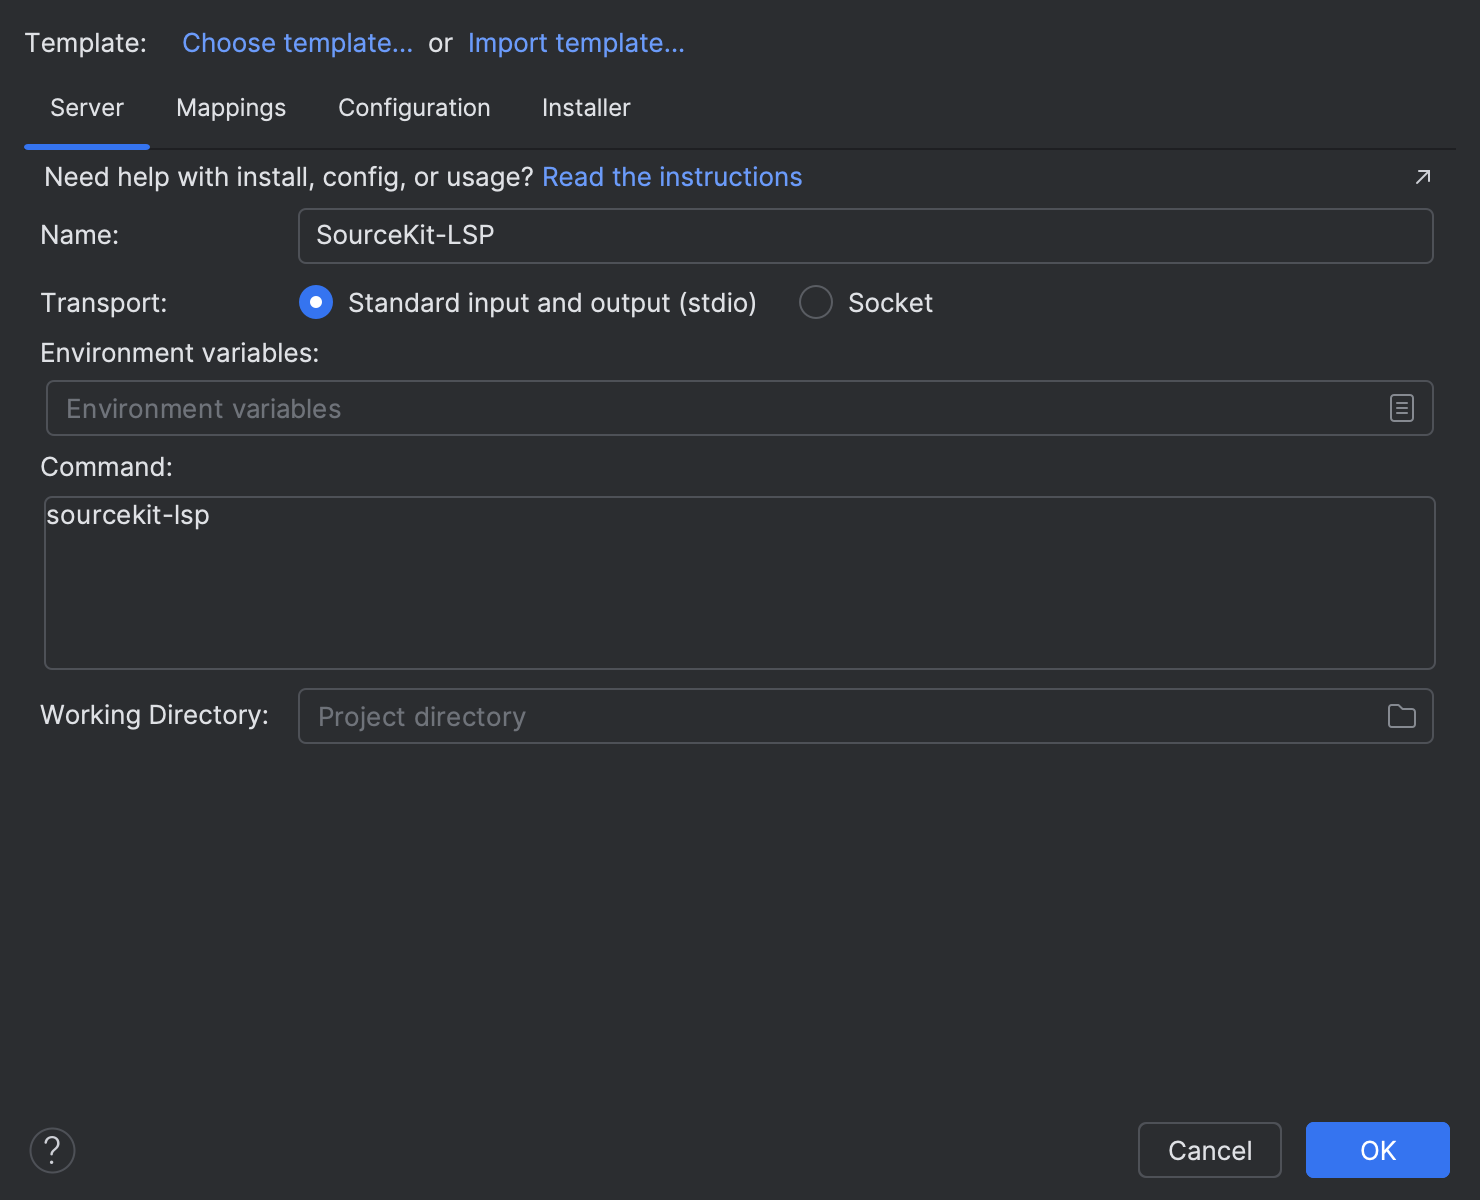 Template: Choose template... or Import template...
Server Mappings Configuration Installer
Need help with install, config, or usage? Read the instructions
Name: SourceKit-LSP
Transport: Standard input and output (stdio) Socket
Environment variables:
Environment variables
Command:
sourcekit-lsp
Working Directory: Project directory
? Cancel OK